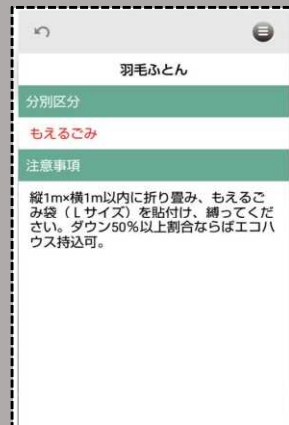 羽毛ふとん
分別区分
もえるごみ
注意事項
縦1m×横1m以内に折り畳み、もえるご
み袋（Lサイズ）を貼付け、縛ってくだ
さい。ダウン50％以上割合ならばエコハ
ウス持込可。